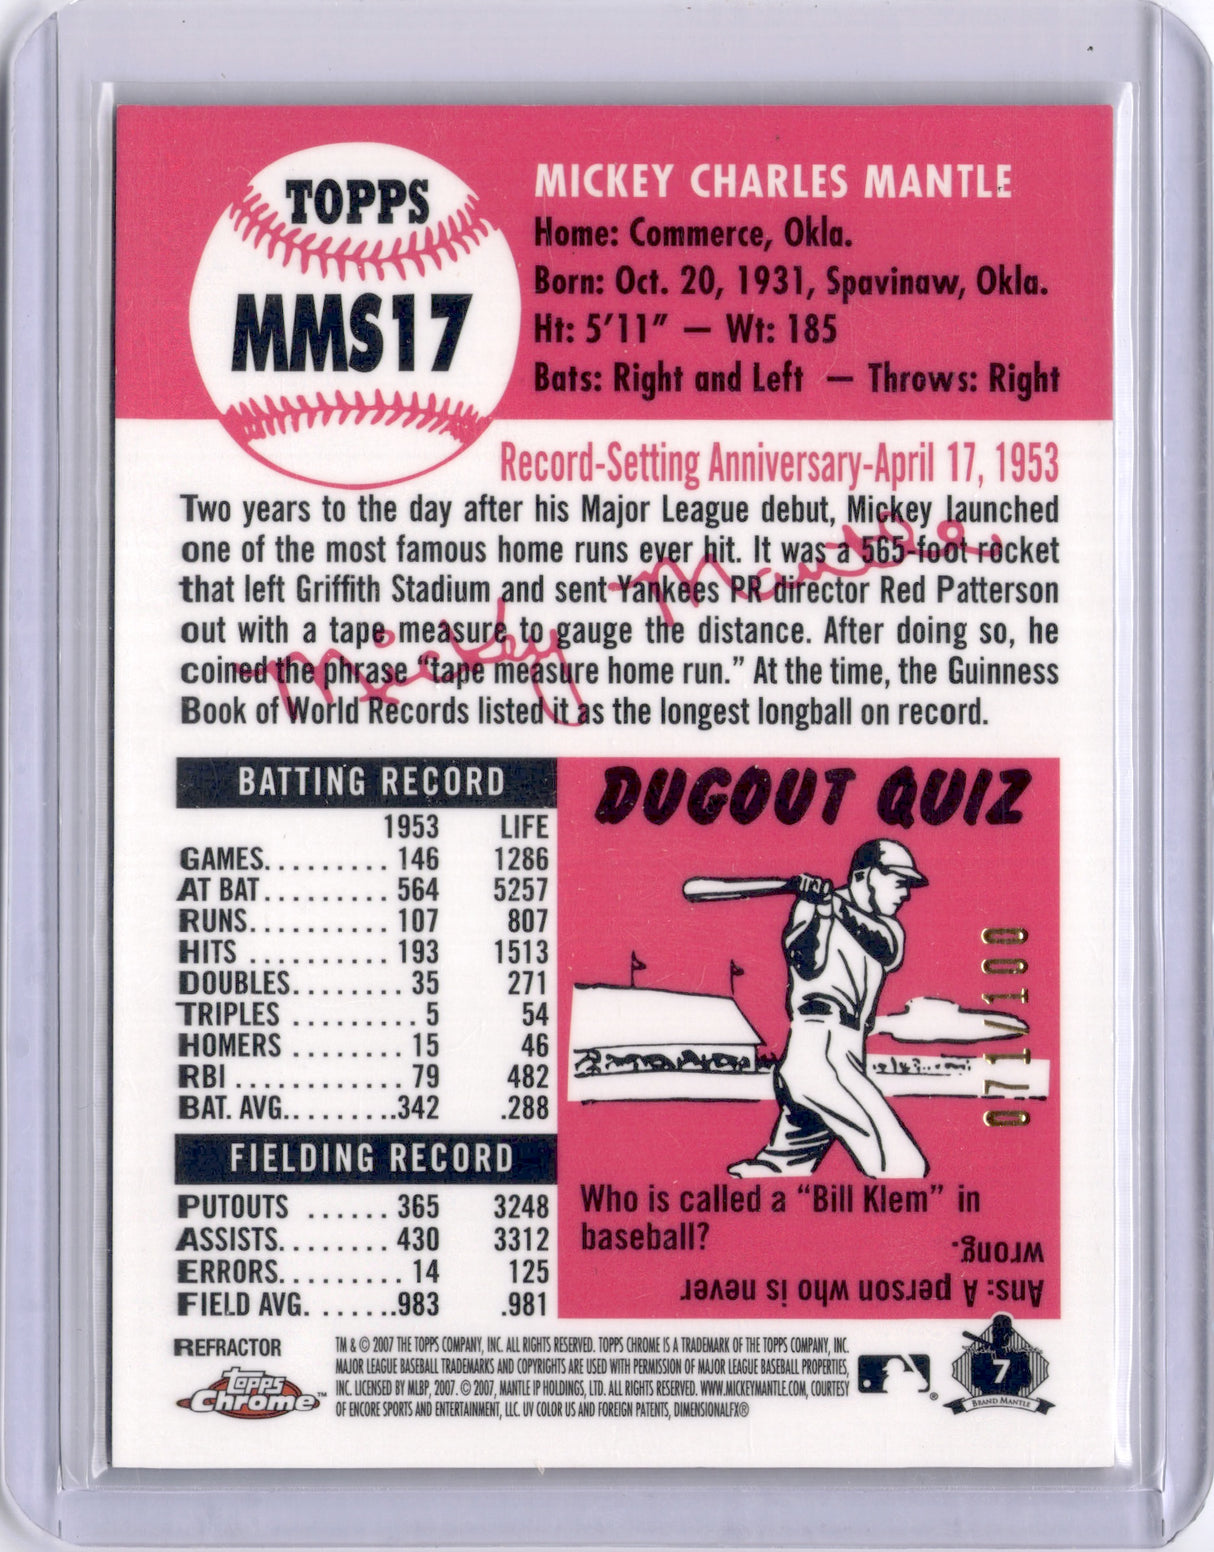 TOPPS
MMS17
MICKEY CHARLES MANTLE
Home: Commerce, Okla.
Born: Oct. 20, 1931, Spavinaw, Okla.
Ht: 5'11" — Wt: 185
Bats: Right and Left — Throws: Right
Record-Setting Anniversary-April 17, 1953
Two years to the day after his Major League debut, Mickey launched
one of the most famous home runs ever hit. It was a 565-foot rocket
that left Griffith Stadium and sent Yankees PR director Red Patterson
out with a tape measure to gauge the distance. After doing so, he
coined the phrase "tape measure home run." At the time, the Guinness
Book of World Records listed it as the longest longball on record.
Mickey Mantle
BATTING RECORD
1953 LIFE
GAMES......... 146 1286
AT BAT ......... 564 5257
RUNS.......... 107 807
HITS .......... 193 1513
DOUBLES........ 35 271
TRIPLES ......... 5 54
HOMERS ........ 15 46
RBI ............ 79 482
BAT. AVG........ .342 .288
FIELDING RECORD
PUTOUTS ...... 365 3248
ASSISTS........ 430 3312
ERRORS......... 14 125
FIELD AVG. ...... .983 .981
DUGOUT QUIZ
071/100
Who is called a "Bill Klem" in
baseball?
Ans: A person who is never
wrong.
REFRACTOR
topps
Chrome™
TM & © 2007 THE TOPPS COMPANY, INC. ALL RIGHTS RESERVED. TOPPS CHROME IS A TRADEMARK OF THE TOPPS COMPANY, INC.
MAJOR LEAGUE BASEBALL TRADEMARKS AND COPYRIGHTS ARE USED WITH PERMISSION OF MAJOR LEAGUE BASEBALL PROPERTIES,
INC. LICENSED BY MLBP, 2007. © 2007, MANTLE IP HOLDINGS, LTD. ALL RIGHTS RESERVED. WWW.MICKEYMANTLE.COM, COURTESY
OF ENCORE SPORTS AND ENTERTAINMENT, LLC. UV COLOR US AND FOREIGN PATENTS, DIMENSIONALFX®
®
7
BRAND MANTLE